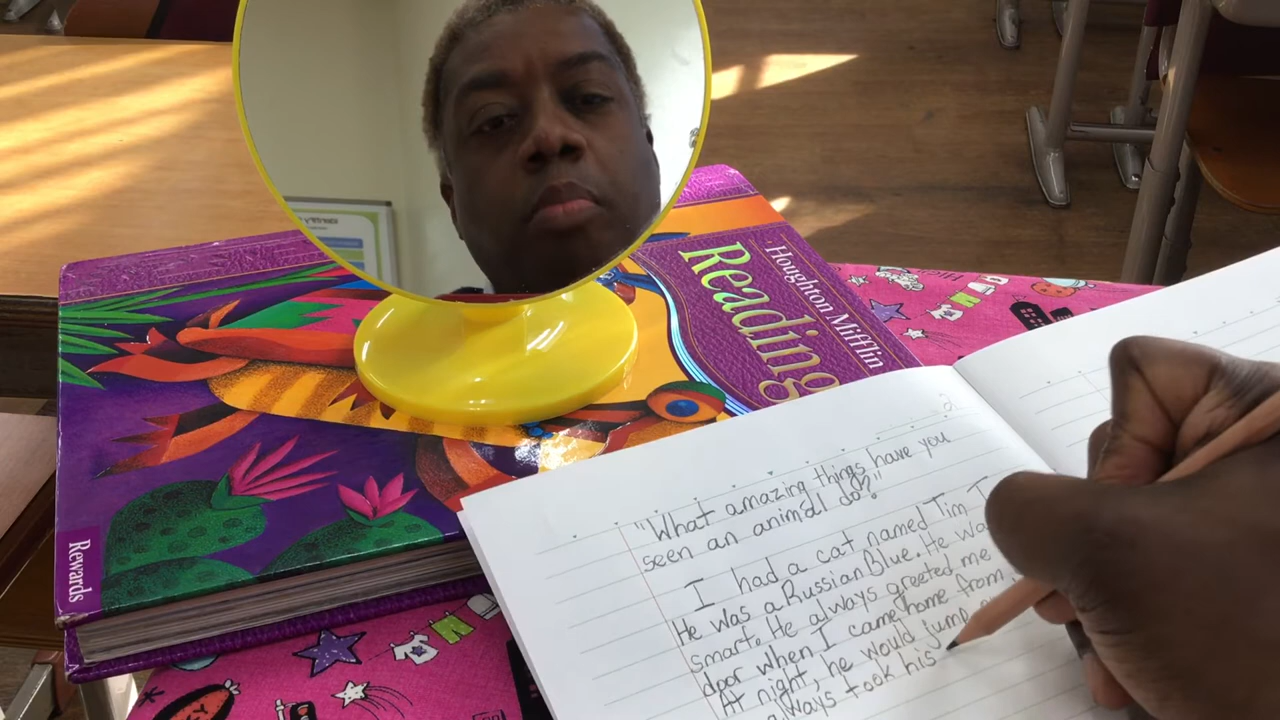 Houghton Mifflin
Reading
Rewards
2
"What amazing things have you
seen an animal do?"
I had a cat named Tim
He was a Russian Blue. He was
smart. He always greeted me
door when I came home from
At night, he would jump
always took his